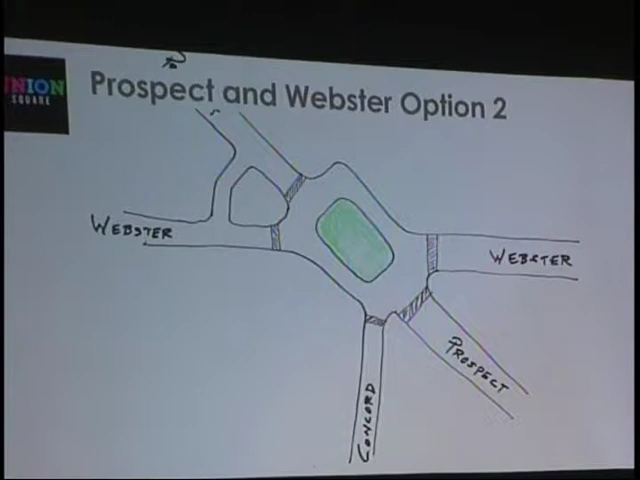 UNION
SQUARE
Prospect and Webster Option 2
WEBSTER
WEBSTER
PROSPECT
CONCORD